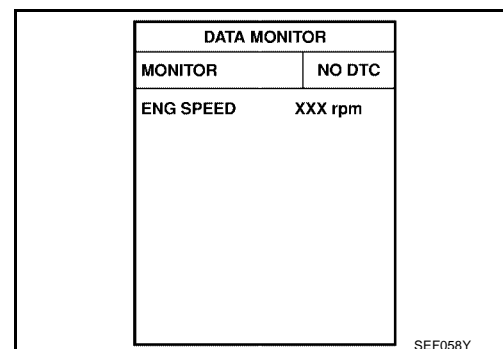 DATA MONITOR
MONITOR NO DTC
ENG SPEED XXX rpm
SEF058Y